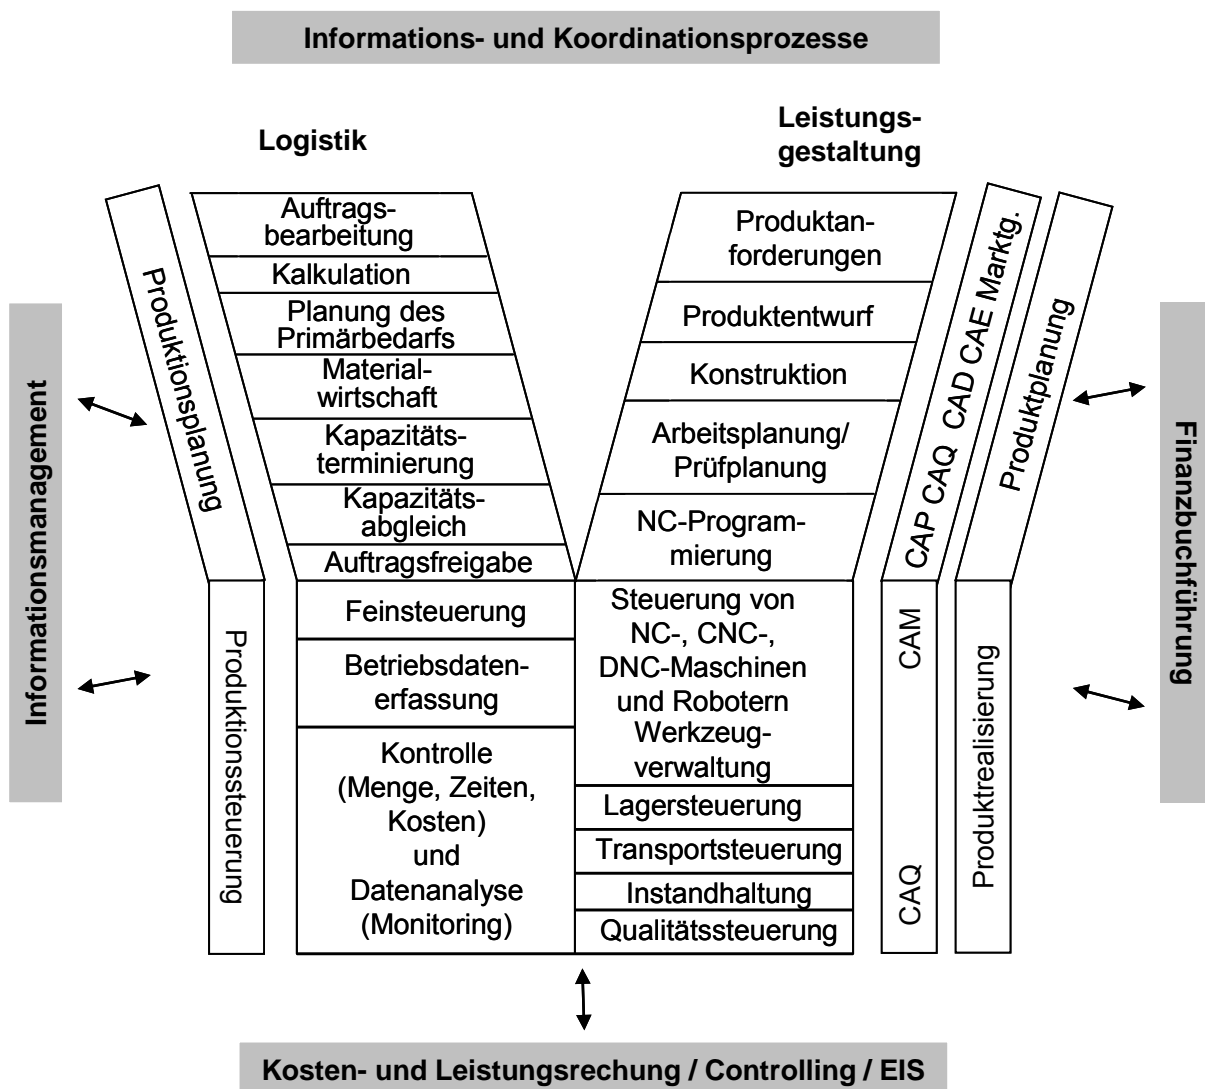 Informations- und Koordinationsprozesse
Logistik
Leistungs-
gestaltung
Auftrags-
bearbeitung
Kalkulation
Planung des
Primärbedarfs
Material-
wirtschaft
Kapazitäts-
terminierung
Kapazitäts-
abgleich
Auftragsfreigabe
Feinsteuerung
Betriebsdaten-
erfassung
Kontrolle
(Menge, Zeiten,
Kosten)
und
Datenanalyse
(Monitoring)
Produktan-
forderungen
Produktentwurf
Konstruktion
Arbeitsplanung/
Prüfplanung
NC-Program-
mierung
Steuerung von
NC-, CNC-,
DNC-Maschinen
und Robotern
Werkzeug-
verwaltung
Lagersteuerung
Transportsteuerung
Instandhaltung
Qualitätssteuerung
Produktionsplanung
Produktionssteuerung
CAP CAQ CAD CAE Marktg.
CAM
CAQ
Produktplanung
Produktrealisierung
Informationsmanagement
Finanzbuchführung
Kosten- und Leistungsrechung / Controlling / EIS